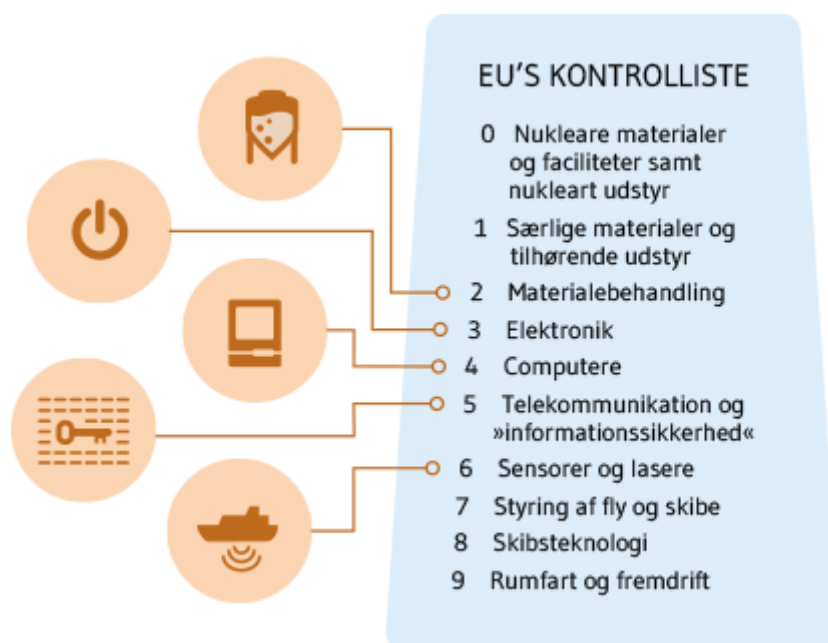 EU'S KONTROLLISTE
0 Nukleare materialer
og faciliteter samt
nukleart udstyr
1 Særlige materialer og
tilhørende udstyr
2 Materialebehandling
3 Elektronik
4 Computere
5 Telekommunikation og
»informationssikkerhed«
6 Sensorer og lasere
7 Styring af fly og skibe
8 Skibsteknologi
9 Rumfart og fremdrift